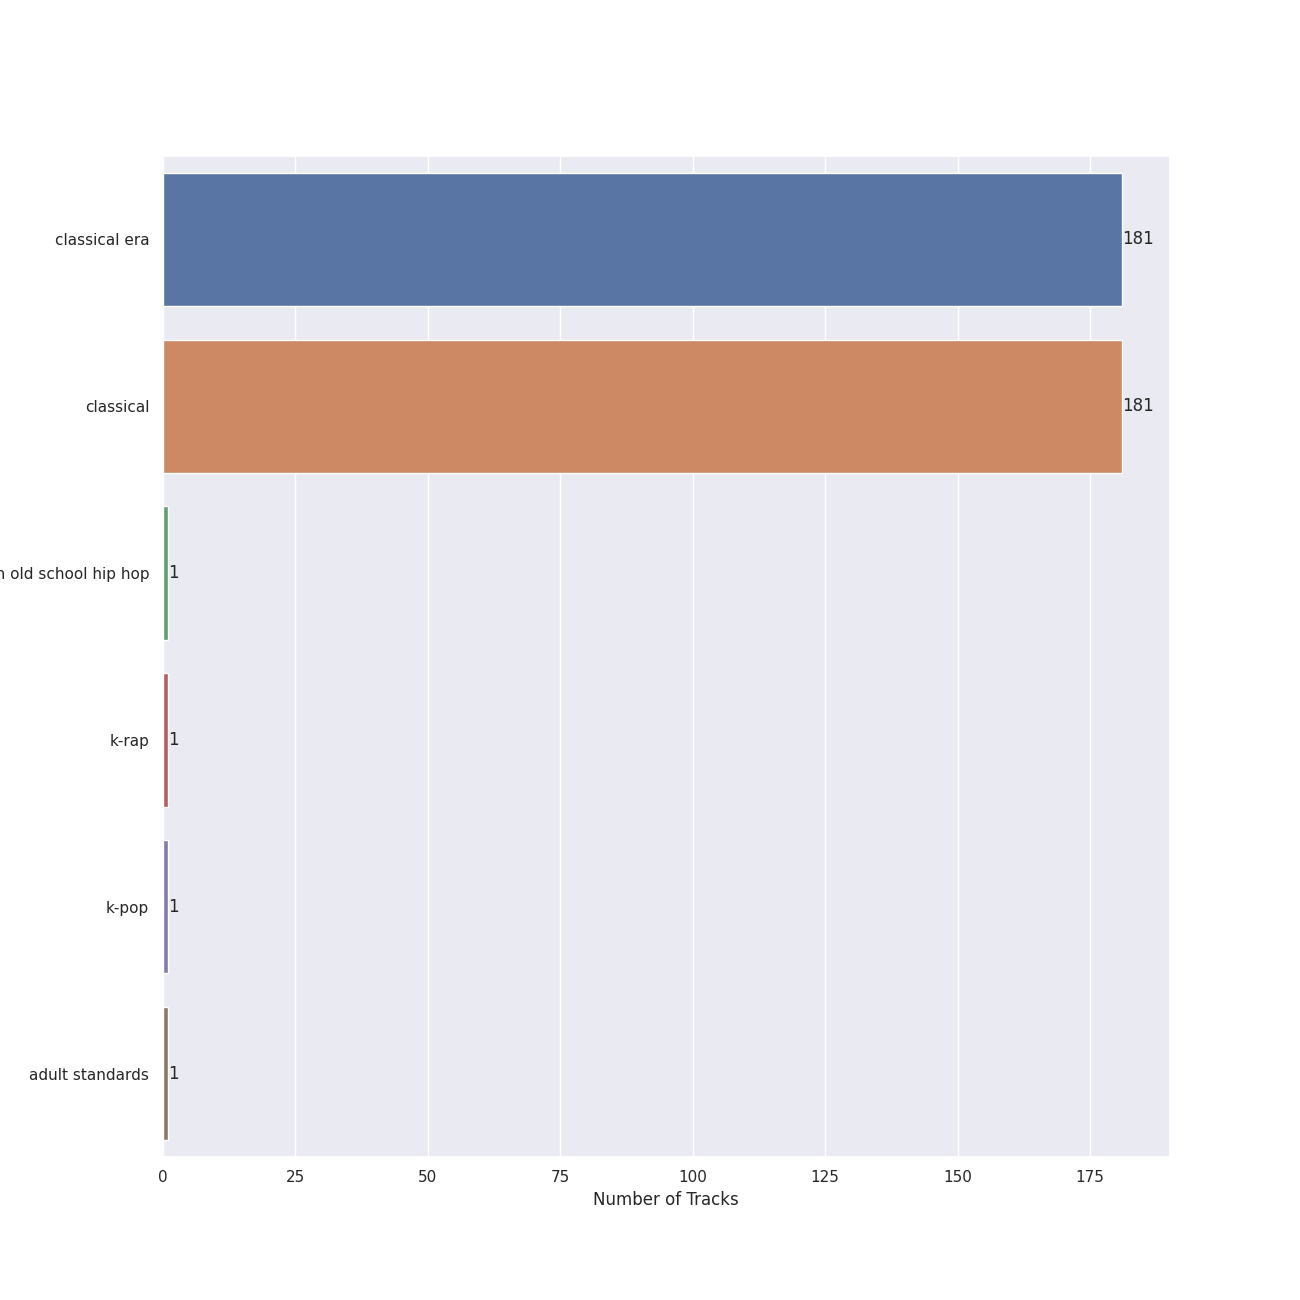 classical era
181
classical
181
old school hip hop
1
k-rap
1
k-pop
1
adult standards
1
0 25 50 75 100 125 150 175
Number of Tracks